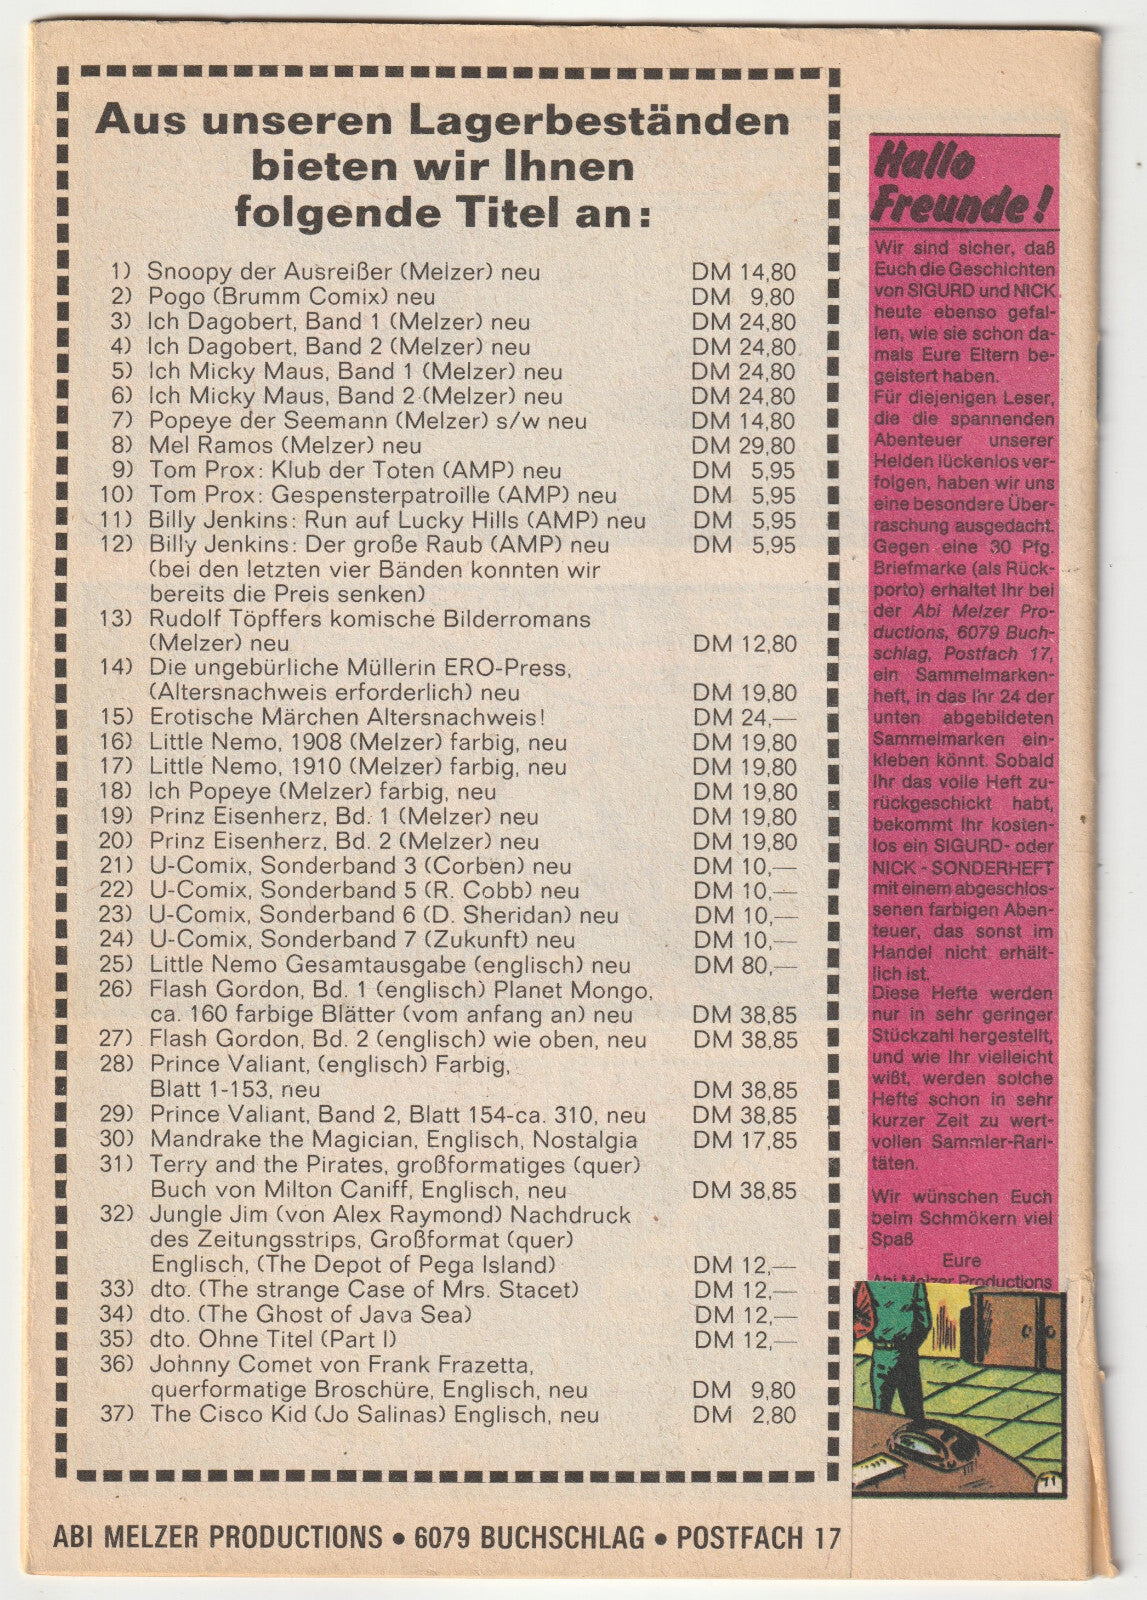 Aus unseren Lagerbeständen
bieten wir Ihnen
folgende Titel an:
1) Snoopy der Ausreißer (Melzer) neu DM 14,80
2) Pogo (Brumm Comix) neu DM 9,80
3) Ich Dagobert, Band 1 (Melzer) neu DM 24,80
4) Ich Dagobert, Band 2 (Melzer) neu DM 24,80
5) Ich Micky Maus, Band 1 (Melzer) neu DM 24,80
6) Ich Micky Maus, Band 2 (Melzer) neu DM 24,80
7) Popeye der Seemann (Melzer) s/w neu DM 14,80
8) Mel Ramos (Melzer) neu DM 29,80
9) Tom Prox: Klub der Toten (AMP) neu DM 5,95
10) Tom Prox: Gespensterpatroille (AMP) neu DM 5,95
11) Billy Jenkins: Run auf Lucky Hills (AMP) neu DM 5,95
12) Billy Jenkins: Der große Raub (AMP) neu DM 5,95
(bei den letzten vier Bänden konnten wir
bereits die Preis senken)
13) Rudolf Töpffers komische Bilderromans
(Melzer) neu DM 12,80
14) Die ungebürliche Müllerin ERO-Press,
(Altersnachweis erforderlich) neu DM 19,80
15) Erotische Märchen Altersnachweis! DM 24,—
16) Little Nemo, 1908 (Melzer) farbig, neu DM 19,80
17) Little Nemo, 1910 (Melzer) farbig, neu DM 19,80
18) Ich Popeye (Melzer) farbig, neu DM 19,80
19) Prinz Eisenherz, Bd. 1 (Melzer) neu DM 19,80
20) Prinz Eisenherz, Bd. 2 (Melzer) neu DM 19,80
21) U-Comix, Sonderband 3 (Corben) neu DM 10,—
22) U-Comix, Sonderband 5 (R. Cobb) neu DM 10,—
23) U-Comix, Sonderband 6 (D. Sheridan) neu DM 10,—
24) U-Comix, Sonderband 7 (Zukunft) neu DM 10,—
25) Little Nemo Gesamtausgabe (englisch) neu DM 80,—
26) Flash Gordon, Bd. 1 (englisch) Planet Mongo,
ca. 160 farbige Blätter (vom anfang an) neu DM 38,85
27) Flash Gordon, Bd. 2 (englisch) wie oben, neu DM 38,85
28) Prince Valiant, (englisch) Farbig,
Blatt 1-153, neu DM 38,85
29) Prince Valiant, Band 2, Blatt 154-ca. 310, neu DM 38,85
30) Mandrake the Magician, Englisch, Nostalgia DM 17,85
31) Terry and the Pirates, großformatiges (quer)
Buch von Milton Caniff, Englisch, neu DM 38,85
32) Jungle Jim (von Alex Raymond) Nachdruck
des Zeitungsstrips, Großformat (quer)
Englisch, (The Depot of Pega Island) DM 12,—
33) dto. (The strange Case of Mrs. Stacet) DM 12,—
34) dto. (The Ghost of Java Sea) DM 12,—
35) dto. Ohne Titel (Part I) DM 12,—
36) Johnny Comet von Frank Frazetta,
querformatige Broschüre, Englisch, neu DM 9,80
37) The Cisco Kid (Jo Salinas) Englisch, neu DM 2,80
ABI MELZER PRODUCTIONS • 6079 BUCHSCHLAG • POSTFACH 17
Hallo
Freunde!
Wir sind sicher, daß
Euch die Geschichten
von SIGURD und NICK
heute ebenso gefal-
len, wie sie schon da-
mals Eure Eltern be-
geistert haben.
Für diejenigen Leser,
die die spannenden
Abenteuer unserer
Helden lückenlos ver-
folgen, haben wir uns
eine besondere Über-
raschung ausgedacht.
Gegen eine 30 Pfg.
Briefmarke (als Rück-
porto) erhaltet Ihr bei
der Abi Melzer Pro-
ductions, 6079 Buch-
schlag, Postfach 17,
ein Sammelmarken-
heft, in das Ihr 24 der
unten abgebildeten
Sammelmarken ein-
kleben könnt. Sobald
Ihr das volle Heft zu-
rückgeschickt habt,
bekommt Ihr kosten-
los ein SIGURD- oder
NICK - SONDERHEFT
mit einem abgeschlos-
senen farbigen Aben-
teuer, das sonst im
Handel nicht erhält-
lich ist.
Diese Hefte werden
nur in sehr geringer
Stückzahl hergestellt,
und wie Ihr vielleicht
wißt, werden solche
Hefte schon in sehr
kurzer Zeit zu wert-
vollen Sammler-Rari-
täten.
Wir wünschen Euch
beim Schmökern viel
Spaß
Eure
Abi Melzer Productions
71